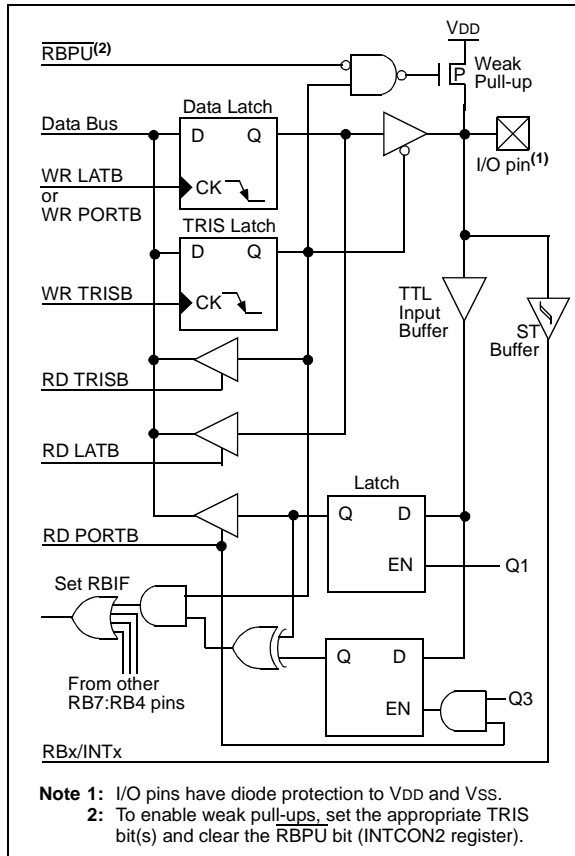 VDD
RBPU(2)
Weak
Pull-up
P
Data Latch
Data Bus
D Q
I/O pin(1)
WR LATB
or
WR PORTB
CK
TRIS Latch
D Q
WR TRISB
CK
TTL
Input
Buffer
ST
Buffer
RD TRISB
RD LATB
Latch
Q D
RD PORTB
EN
Q1
Set RBIF
Q D
From other
RB7:RB4 pins
EN
Q3
RBx/INTx
Note 1: I/O pins have diode protection to VDD and VSS.
2: To enable weak pull-ups, set the appropriate TRIS
bit(s) and clear the RBPU bit (INTCON2 register).